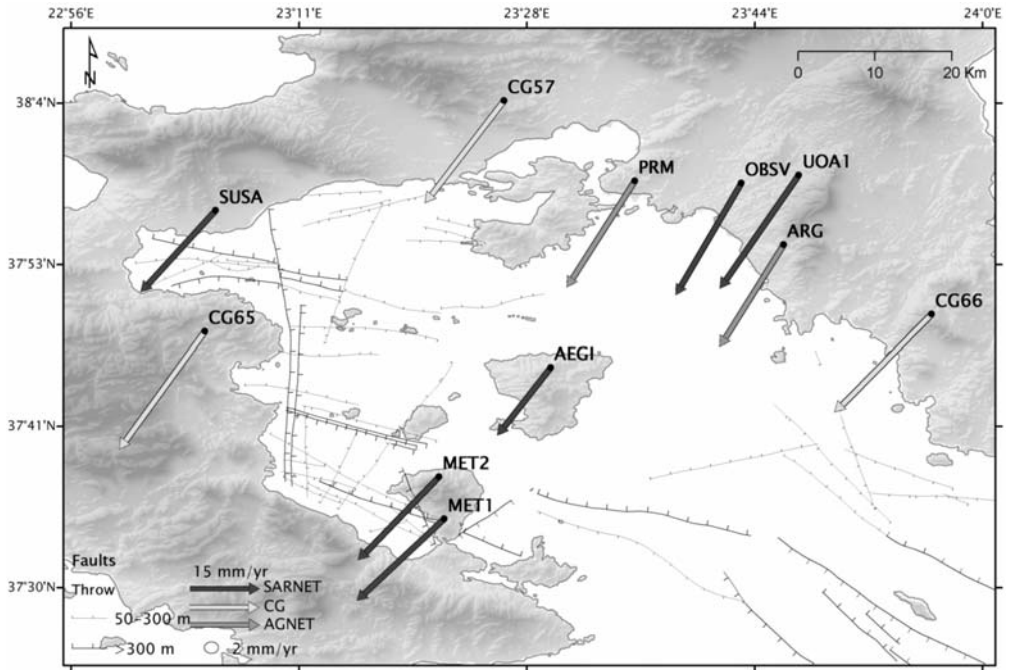 22°56'E 23°11'E 23°28'E 23°44'E 24°0'E
N
0 10 20 Km
38°4'N
CG57
PRM
OBSV
UOA1
SUSA
ARG
37°53'N
CG65
CG66
AEGI
37°41'N
MET2
MET1
Faults
15 mm/yr
37°30'N
Throw
SARNET
CG
50-300 m
AGNET
>300 m
2 mm/yr